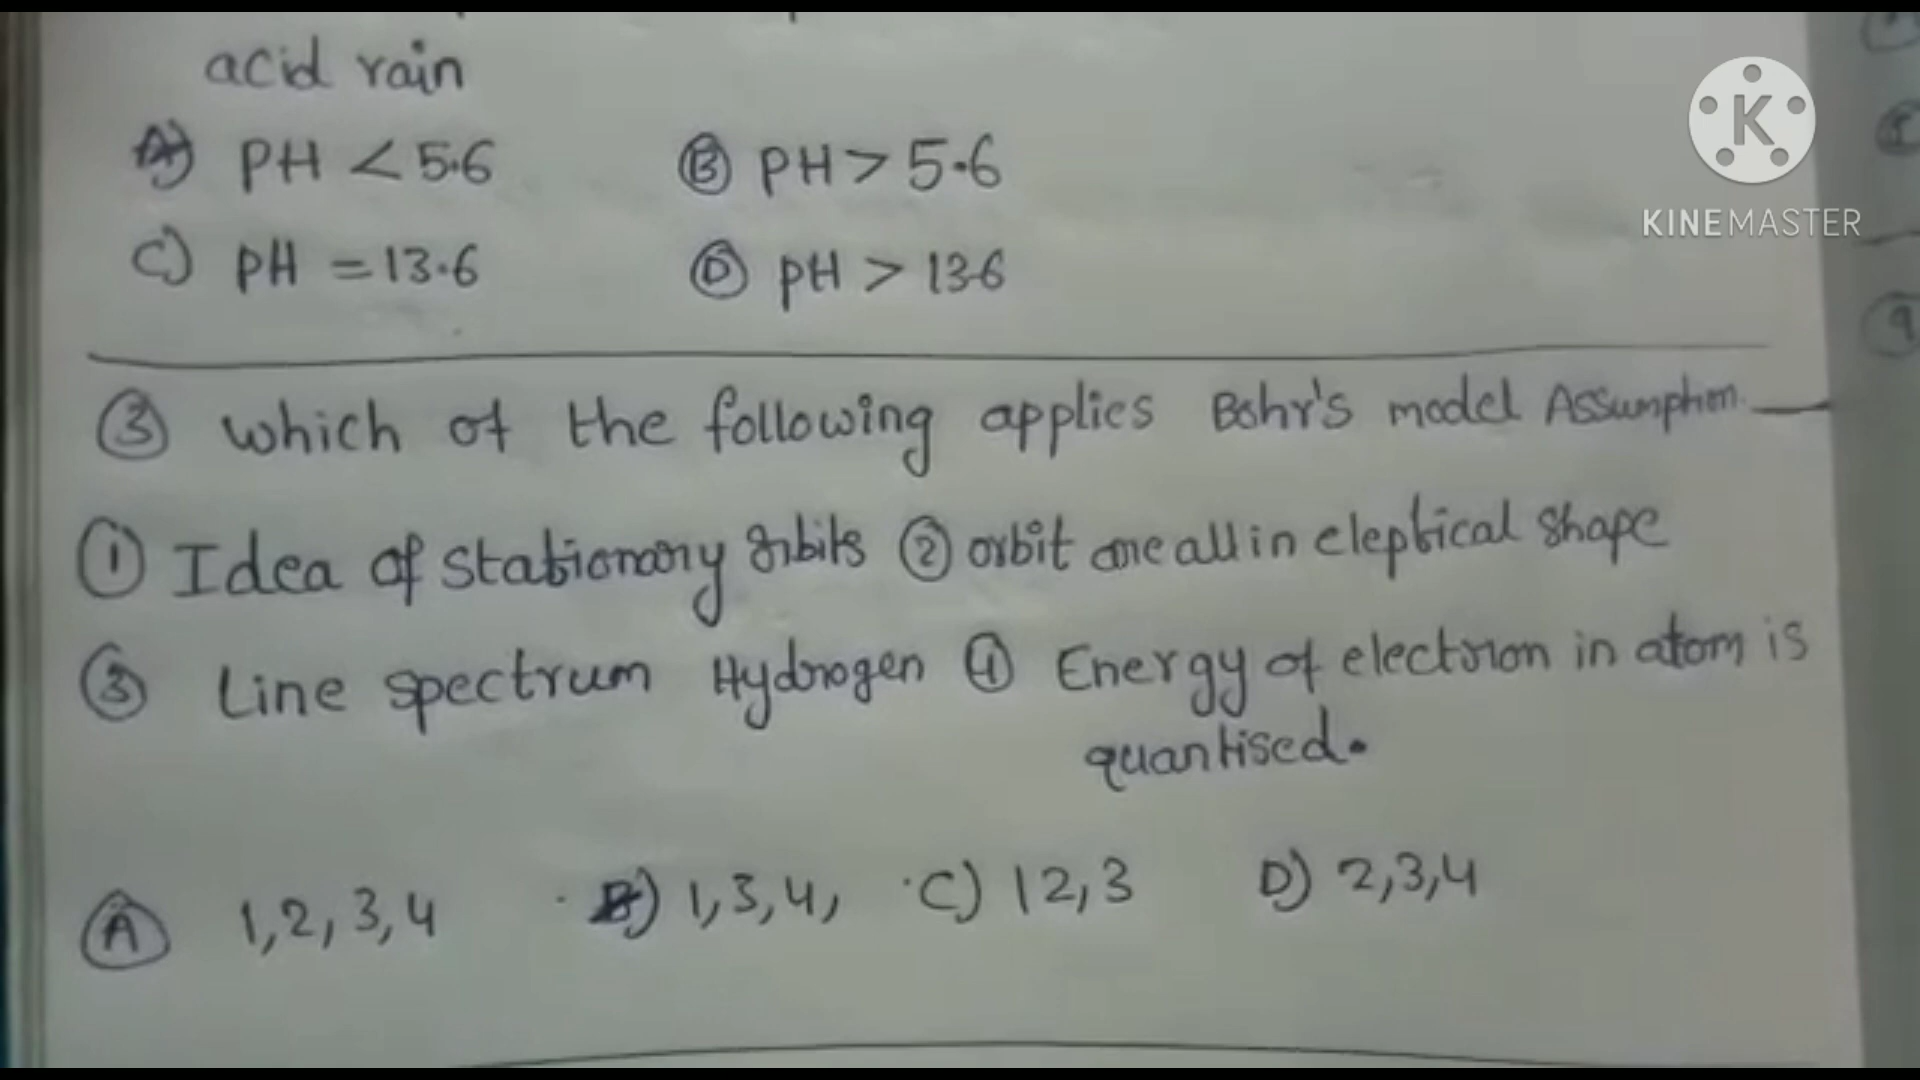 acid rain
A) PH < 5.6 B PH > 5.6
C) PH = 13.6 D PH > 13.6
KINEMASTER
3 which of the following applies Bohr's model Assumption
1 Idea of stationary orbits 2 orbit are all in cleptical shape
3 Line spectrum Hydrogen 4 Energy of electron in atom is
quantised.
A 1,2,3,4 B) 1,3,4, C) 12,3 D) 2,3,4